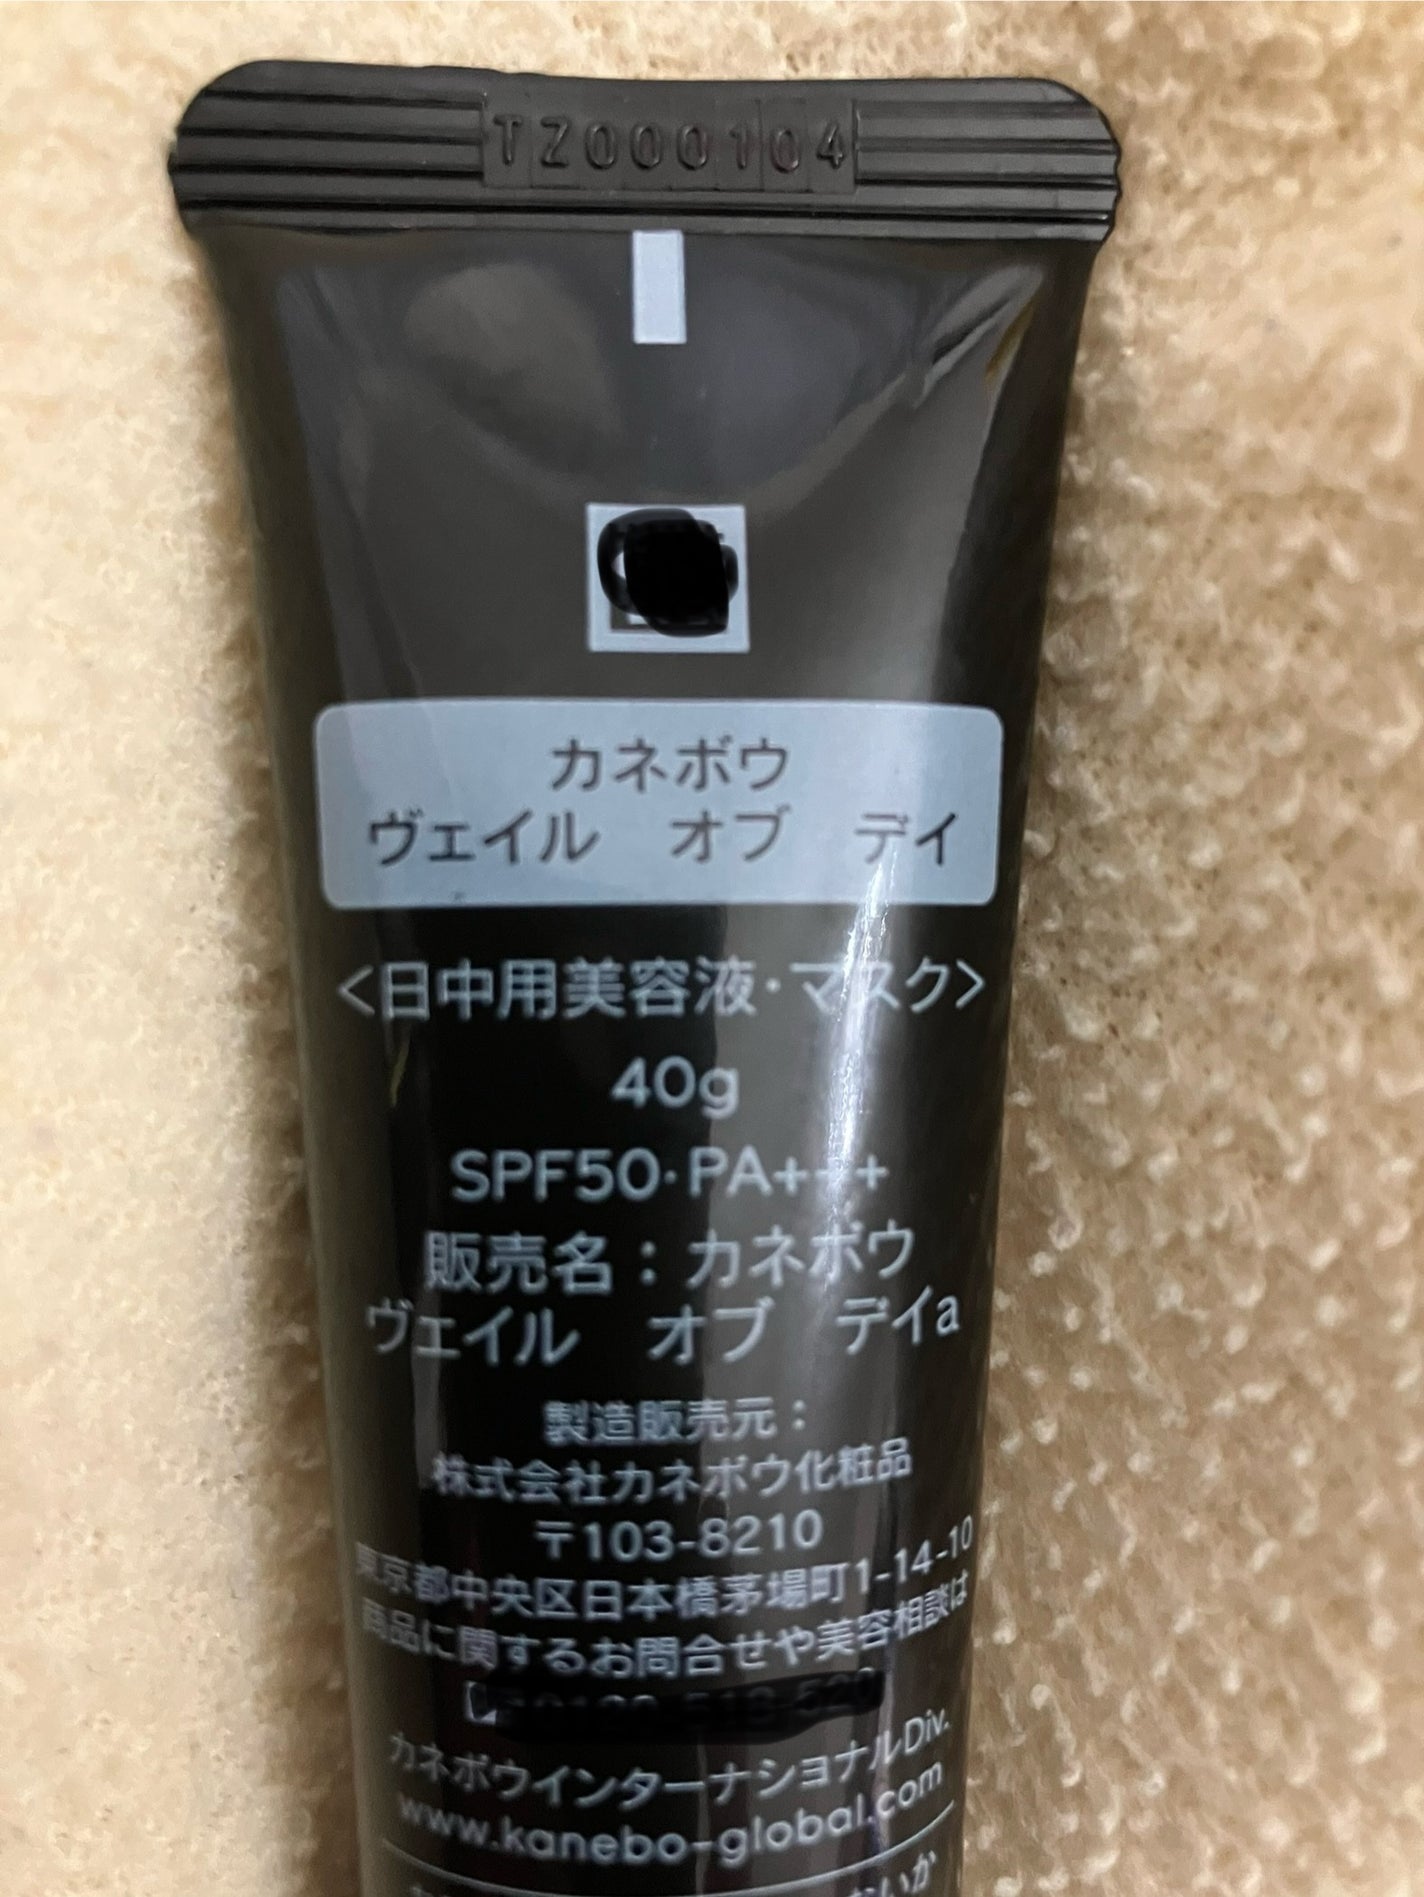 TZ000104
カネボウ
ヴェイル　オブ　デイ
<日中用美容液・マスク>
40g
SPF50・PA+++
販売名：カネボウ
ヴェイル　オブ　デイa
製造販売元：
株式会社カネボウ化粧品
〒103-8210
東京都中央区日本橋茅場町1-14-10
商品に関するお問合せや美容相談は
カネボウインターナショナルDiv.
www.kanebo-global.com
ないか